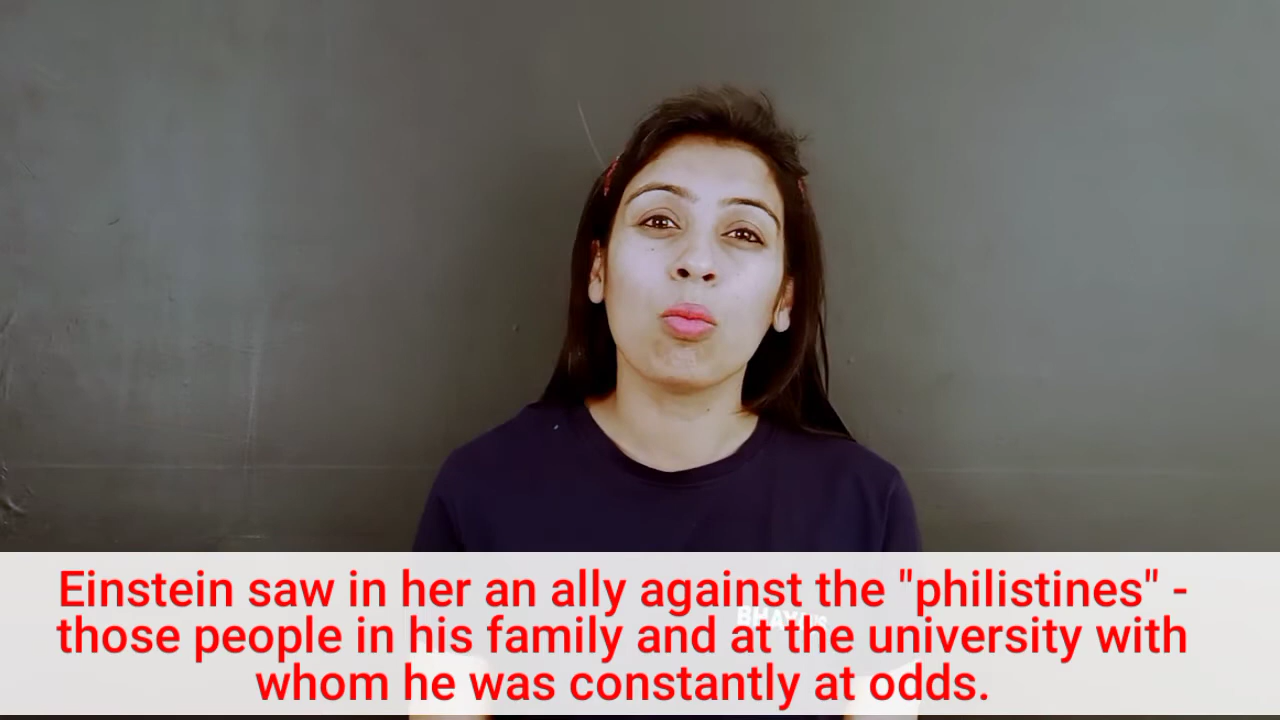 Einstein saw in her an ally against the "philistines" -
those people in his family and at the university with
whom he was constantly at odds.